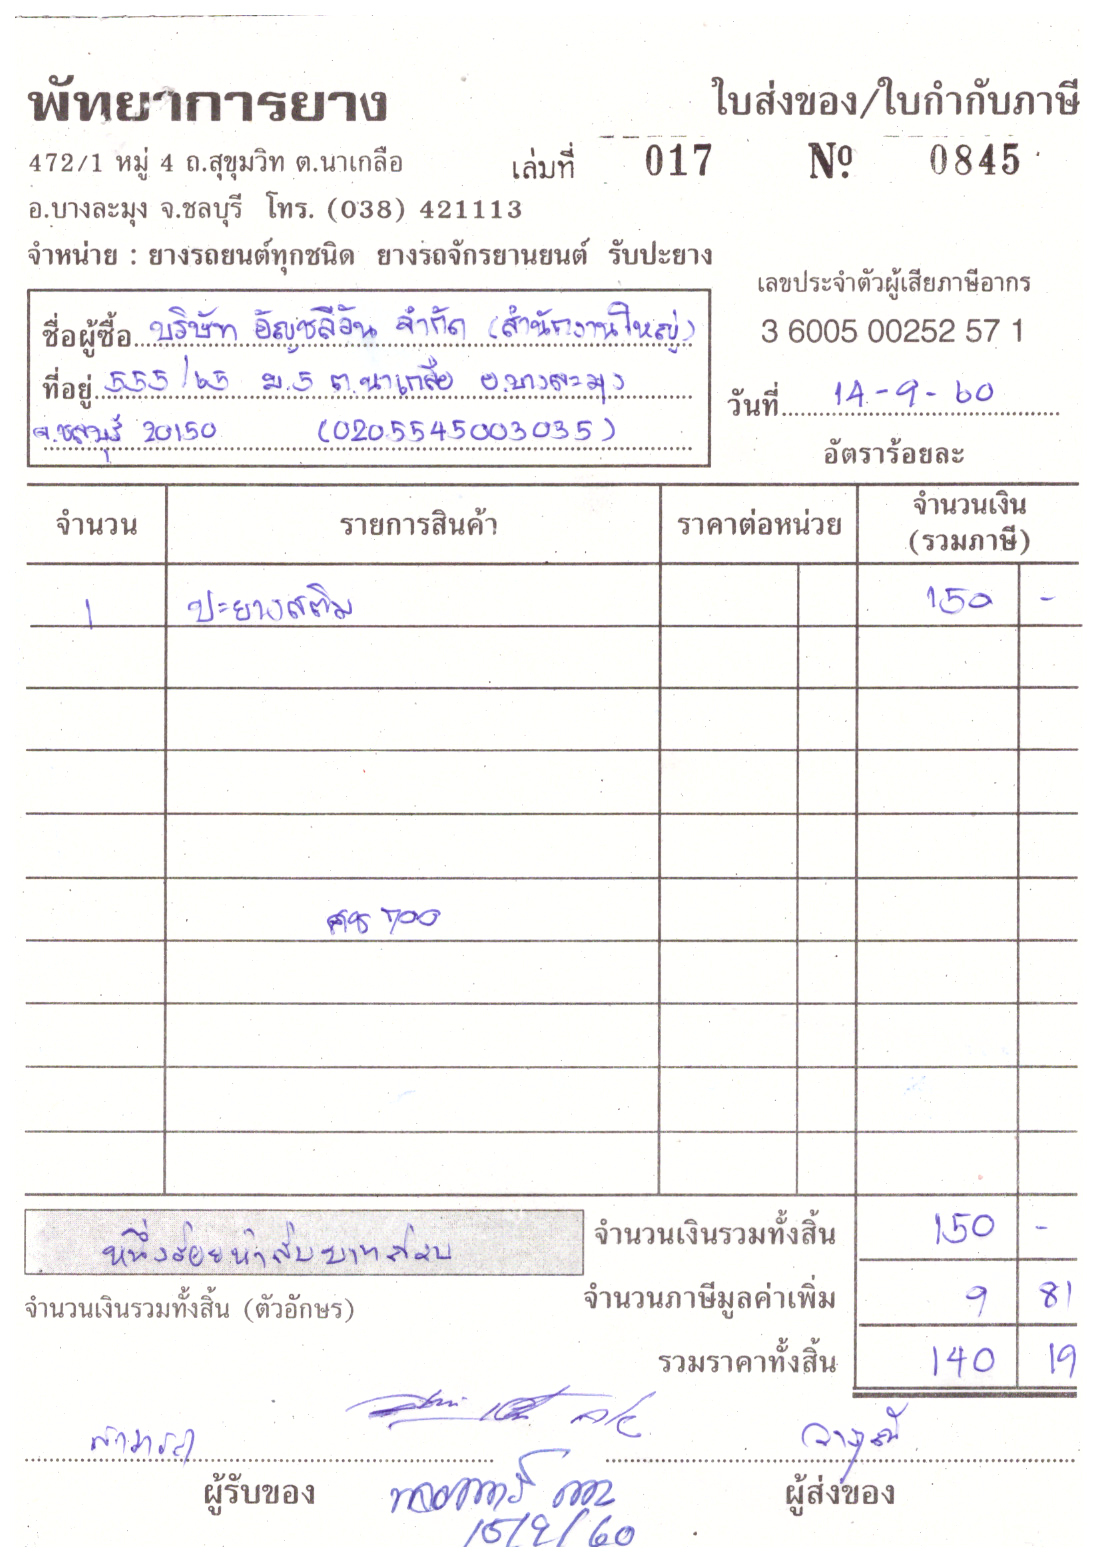 พัทยาการยาง
ใบส่งของ/ใบกำกับภาษี
472/1 หมู่ 4 ถ.สุขุมวิท ต.นาเกลือ
เล่มที่ 017 Nº 0845
อ.บางละมุง จ.ชลบุรี โทร. (038) 421113
จำหน่าย : ยางรถยนต์ทุกชนิด ยางรถจักรยานยนต์ รับปะยาง
เลขประจำตัวผู้เสียภาษีอากร
3 6005 00252 57 1
ชื่อผู้ซื้อ บริษัท อัญชลีอัน จำกัด (สำนักงานใหญ่)
ที่อยู่ 555/65 ม.5 ต.นาเกลือ อ.บางละมุง
จ.ชลบุรี 20150 (0205545003035)
วันที่ 14-9-60
อัตราร้อยละ
จำนวน รายการสินค้า ราคาต่อหน่วย จำนวนเงิน
(รวมภาษี)
1 ปะยางสตีม 150 -
700
จำนวนเงินรวมทั้งสิ้น 150 -
หนึ่งร้อยห้าสิบบาทถ้วน
จำนวนเงินรวมทั้งสิ้น (ตัวอักษร)
จำนวนภาษีมูลค่าเพิ่ม 9 81
รวมราคาทั้งสิ้น 140 19
ผู้รับของ
ผู้ส่งของ
15/9/60